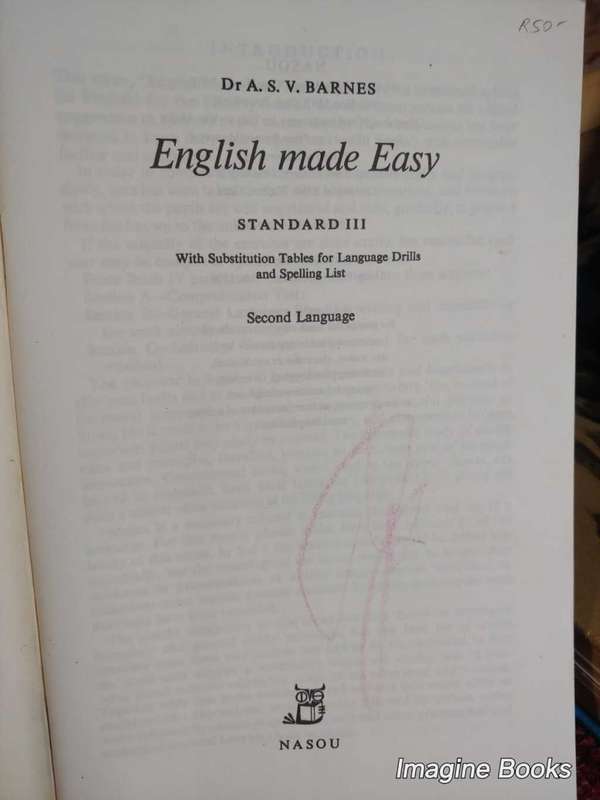 R50-
Dr A. S. V. BARNES
English made Easy
STANDARD III
With Substitution Tables for Language Drills
and Spelling List
Second Language
NASOU
Imagine Books